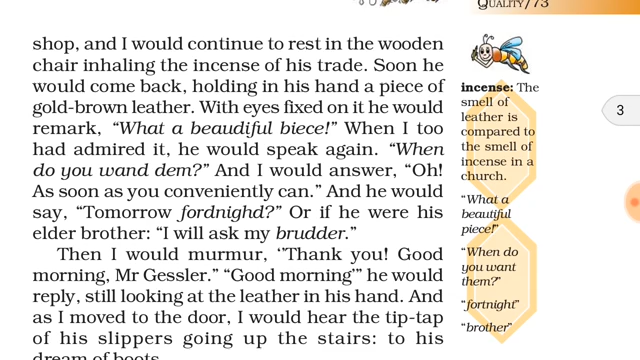 QUALITY/73
shop, and I would continue to rest in the wooden
chair inhaling the incense of his trade. Soon he
would come back, holding in his hand a piece of
gold-brown leather. With eyes fixed on it he would
remark, “What a beaudiful biece!” When I too
had admired it, he would speak again. “When
do you wand dem?” And I would answer, “Oh!
As soon as you conveniently can.” And he would
say, “Tomorrow fordnighd?” Or if he were his
elder brother: “I will ask my brudder.”
Then I would murmur, ‘’Thank you! Good
morning, Mr Gessler.” “Good morning’” he would
reply, still looking at the leather in his hand. And
as I moved to the door, I would hear the tip-tap
of his slippers going up the stairs: to his
dream of boots.
incense: The
smell of
leather is
compared to
the smell of
incense in a
church.
“What a
beautiful
piece!”
“When do
you want
them?”
“fortnight”
“brother”
3